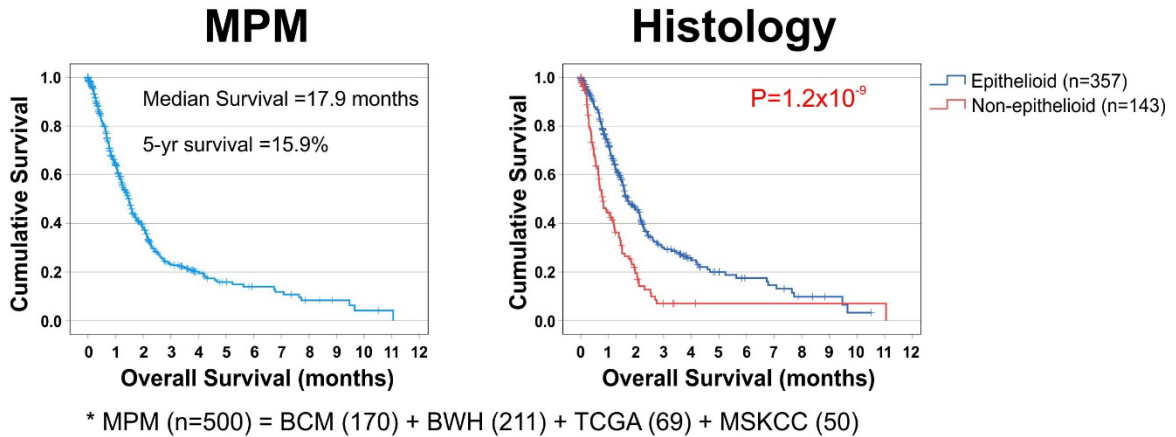 MPM
Cumulative Survival
1.0
0.8
0.6
0.4
0.2
0.0
Median Survival =17.9 months
5-yr survival =15.9%
0 1 2 3 4 5 6 7 8 9 10 11 12
Overall Survival (months)
Histology
Cumulative Survival
1.0
0.8
0.6
0.4
0.2
0.0
P=1.2x10⁻⁹
0 1 2 3 4 5 6 7 8 9 10 11 12
Overall Survival (months)
Epithelioid (n=357)
Non-epithelioid (n=143)
* MPM (n=500) = BCM (170) + BWH (211) + TCGA (69) + MSKCC (50)